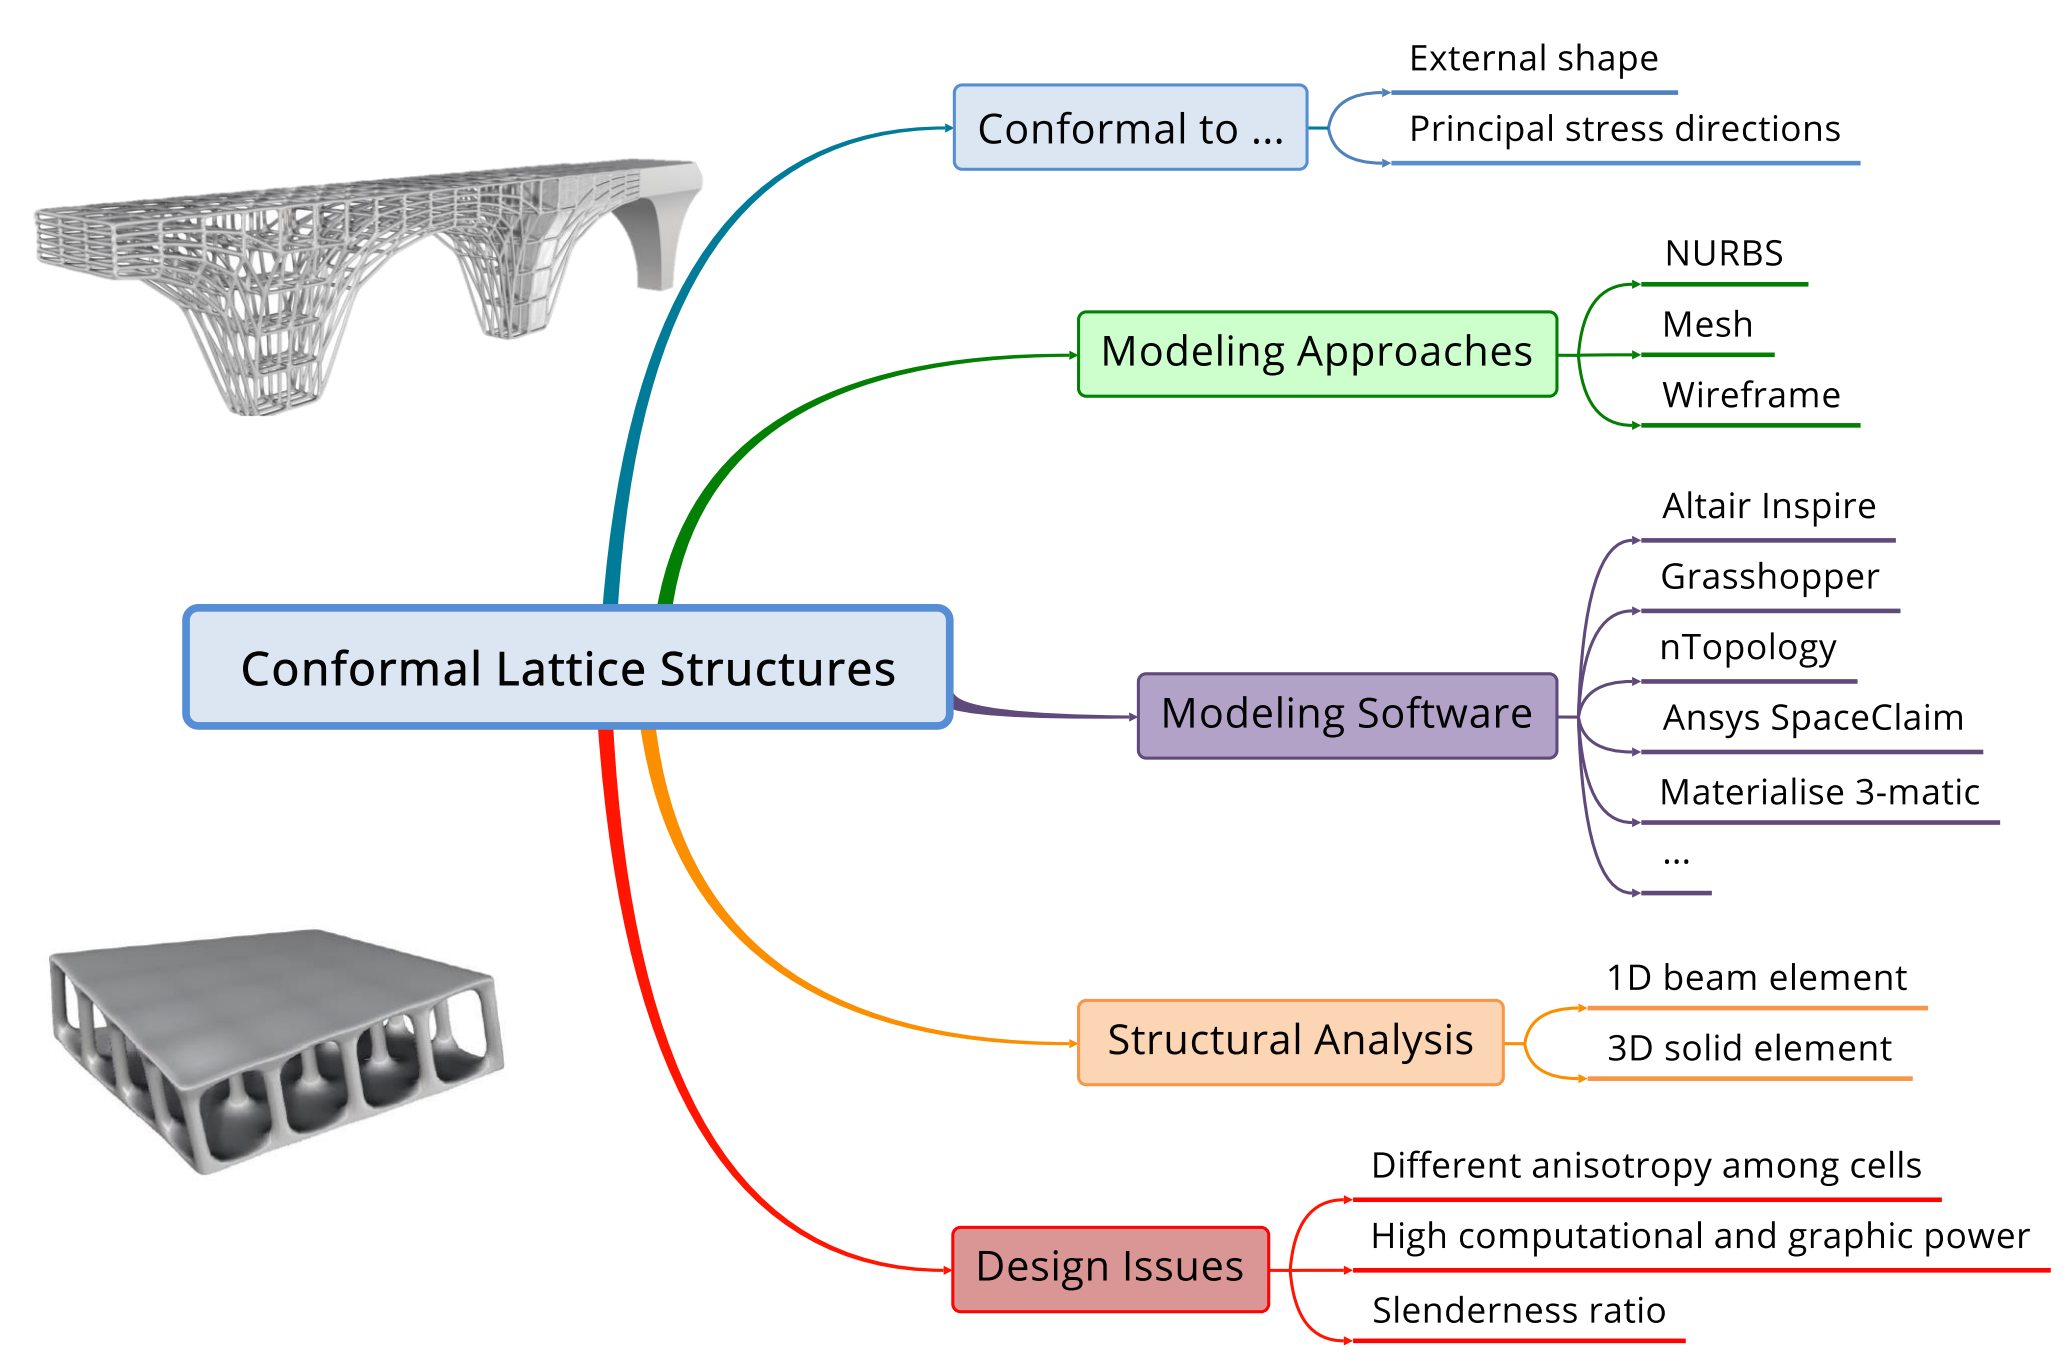 External shape
Conformal to ...
Principal stress directions
NURBS
Modeling Approaches
Mesh
Wireframe
Altair Inspire
Grasshopper
nTopology
Conformal Lattice Structures
Modeling Software
Ansys SpaceClaim
Materialise 3-matic
...
1D beam element
Structural Analysis
3D solid element
Different anisotropy among cells
High computational and graphic power
Design Issues
Slenderness ratio